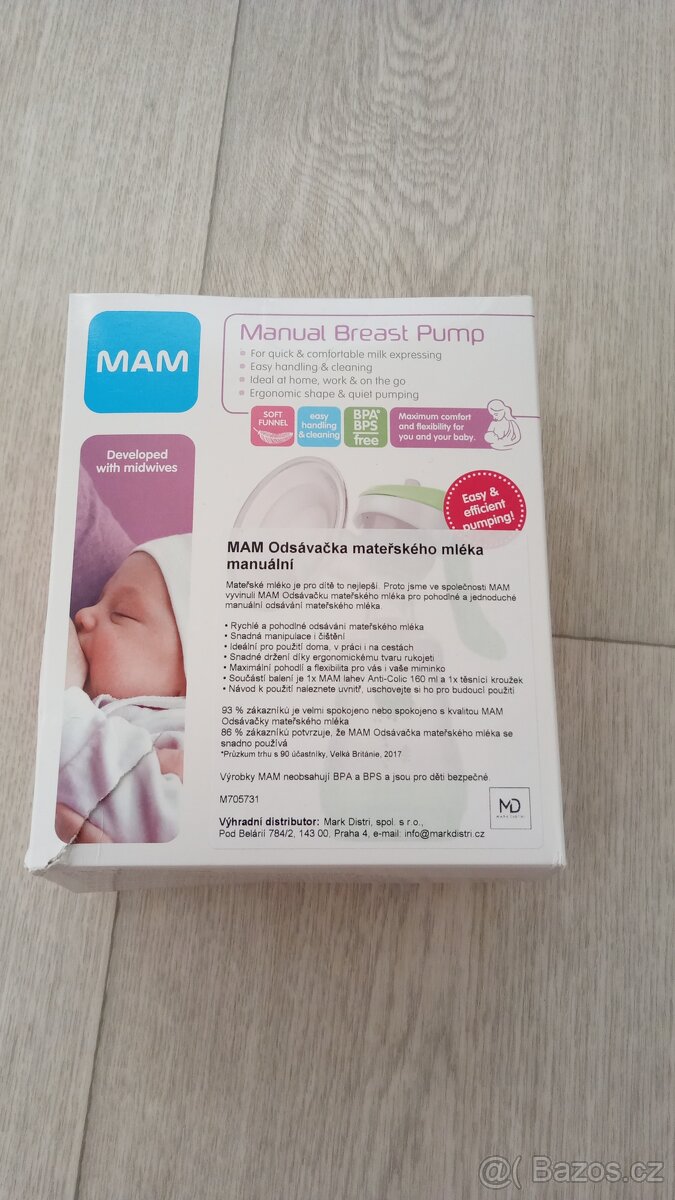 MAM
Manual Breast Pump
• For quick & comfortable milk expressing
• Easy handling & cleaning
• Ideal at home, work & on the go
• Ergonomic shape & quiet pumping
SOFT
FUNNEL
easy
handling
& cleaning
BPA°
BPS
free
Maximum comfort
and flexibility for
you and your baby.
Developed
with midwives
Easy &
efficient
pumping!
MAM Odsávačka mateřského mléka
manuální
Mateřské mléko je pro dítě to nejlepší. Proto jsme ve společnosti MAM
vyvinuli MAM Odsávačku mateřského mléka pro pohodlné a jednoduché
manuální odsávání mateřského mléka.
• Rychlé a pohodlné odsávání mateřského mléka
• Snadná manipulace i čištění
• Ideální pro použití doma, v práci i na cestách
• Snadné držení díky ergonomickému tvaru rukojeti
• Maximální pohodlí a flexibilita pro vás i vaše miminko
• Součástí balení je 1x MAM lahev Anti-Colic 160 ml a 1x těsnící kroužek
• Návod k použití naleznete uvnitř, uschovejte si ho pro budoucí použití
93 % zákazníků je velmi spokojeno nebo spokojeno s kvalitou MAM
Odsávačky mateřského mléka
86 % zákazníků potvrzuje, že MAM Odsávačka mateřského mléka se
snadno používá
*Průzkum trhu s 90 účastníky, Velká Británie, 2017
Výrobky MAM neobsahují BPA a BPS a jsou pro děti bezpečné.
M705731
MD
MARK DISTRI
Výhradní distributor: Mark Distri, spol. s r.o.,
Pod Belárií 784/2, 143 00, Praha 4, e-mail: info@markdistri.cz
@( Bazos.cz